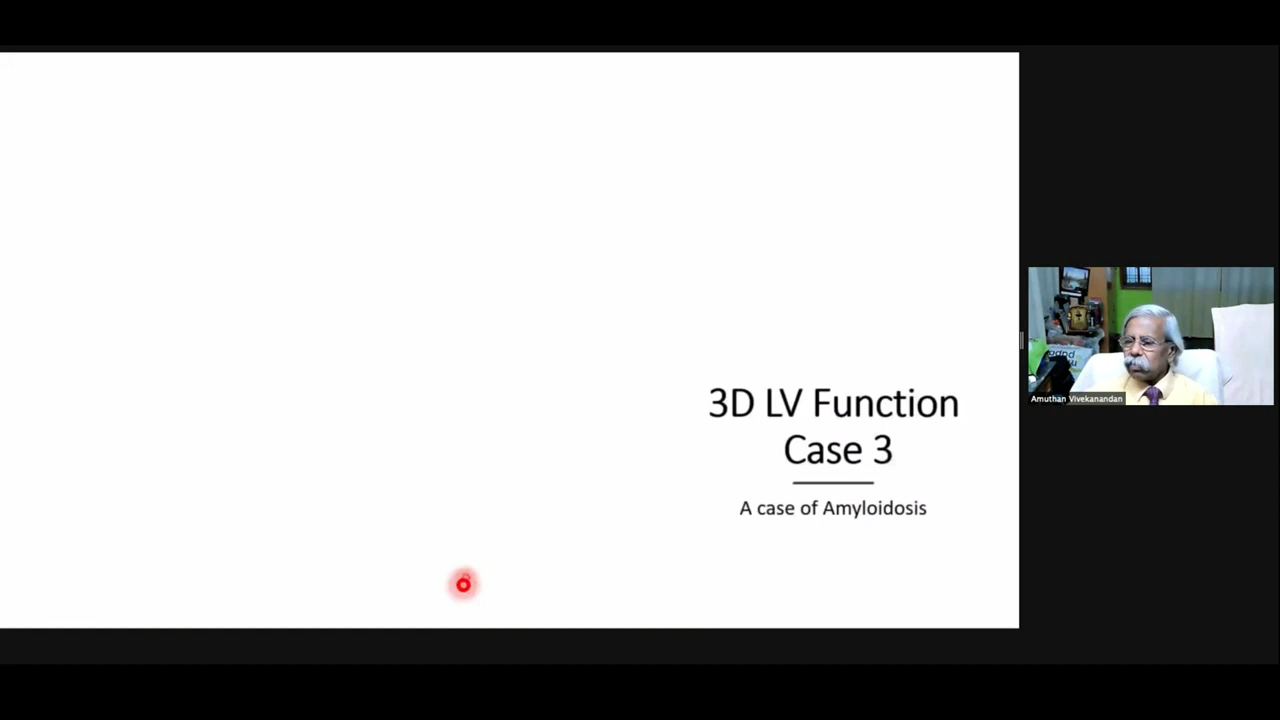 3D LV Function
Case 3
A case of Amyloidosis
Amuthan Vivekanandan